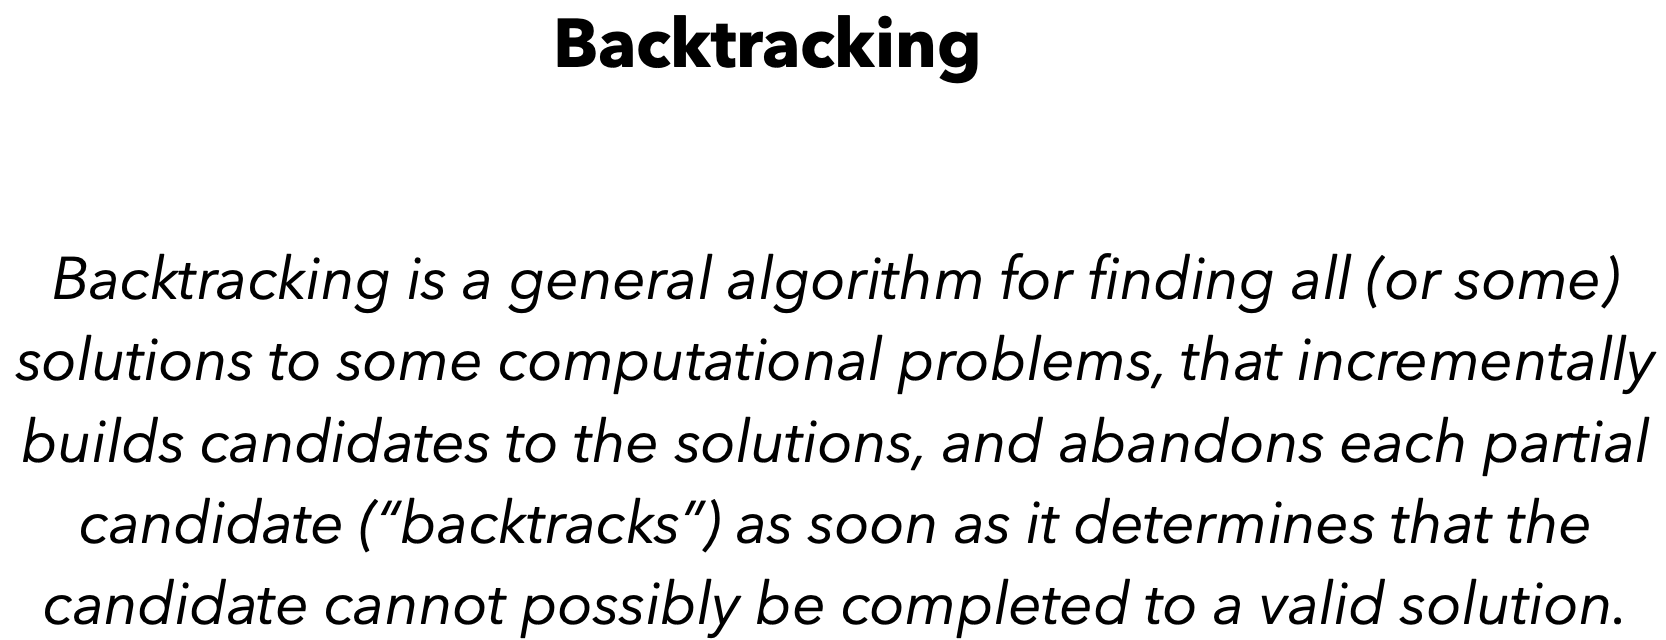 Backtracking
Backtracking is a general algorithm for finding all (or some)
solutions to some computational problems, that incrementally
builds candidates to the solutions, and abandons each partial
candidate (“backtracks”) as soon as it determines that the
candidate cannot possibly be completed to a valid solution.